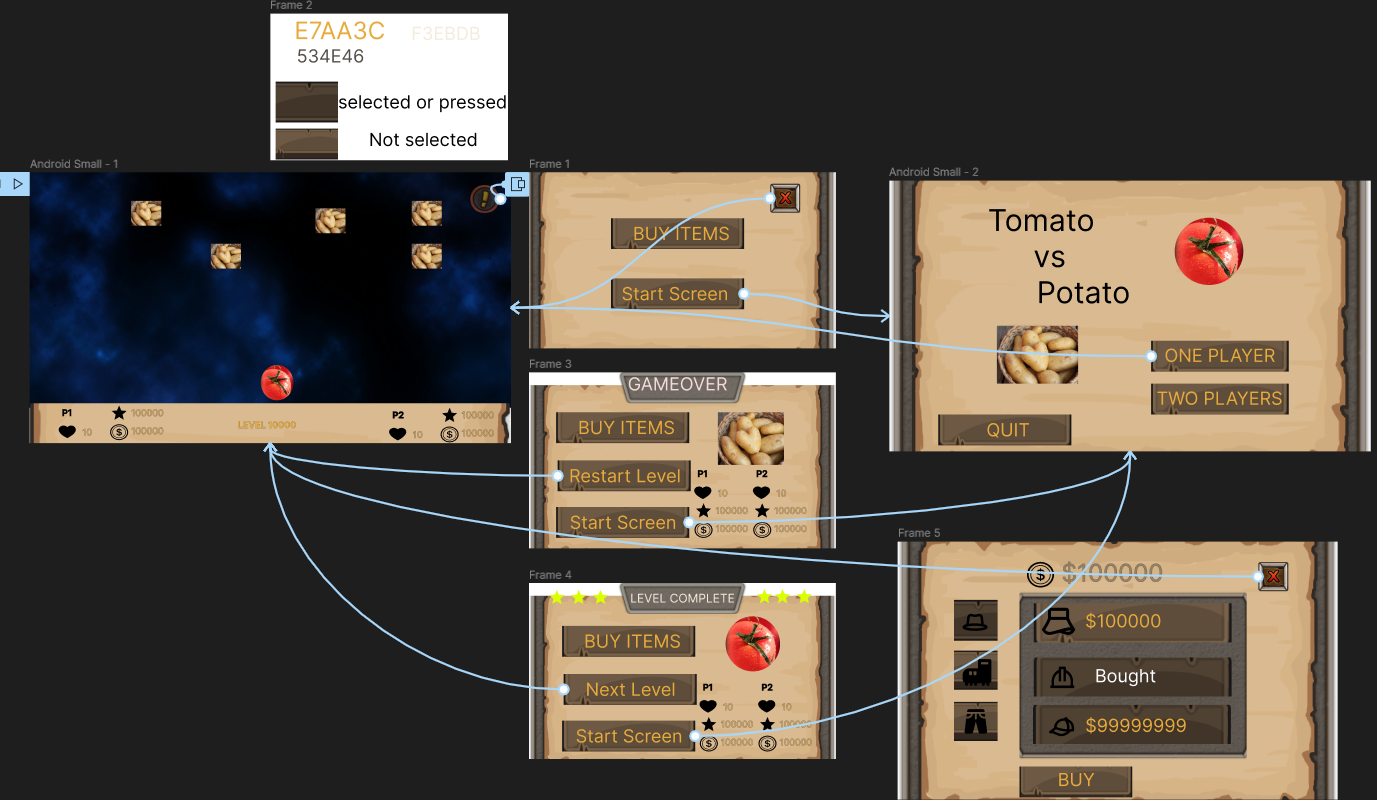 Frame 2
E7AA3C F3EBDB
534E46
selected or pressed
Not selected
Android Small - 1
P1 100000
10 100000
LEVEL 10000
P2 100000
10 100000
Frame 1
BUY ITEMS
Start Screen
Android Small - 2
Tomato
vs
Potato
ONE PLAYER
TWO PLAYERS
QUIT
Frame 3
GAMEOVER
BUY ITEMS
Restart Level
Start Screen
P1 P2
10 10
100000 100000
100000 100000
Frame 4
LEVEL COMPLETE
BUY ITEMS
Next Level
Start Screen
P1 P2
10 10
100000 100000
100000 100000
Frame 5
$100000
$100000
Bought
$99999999
BUY